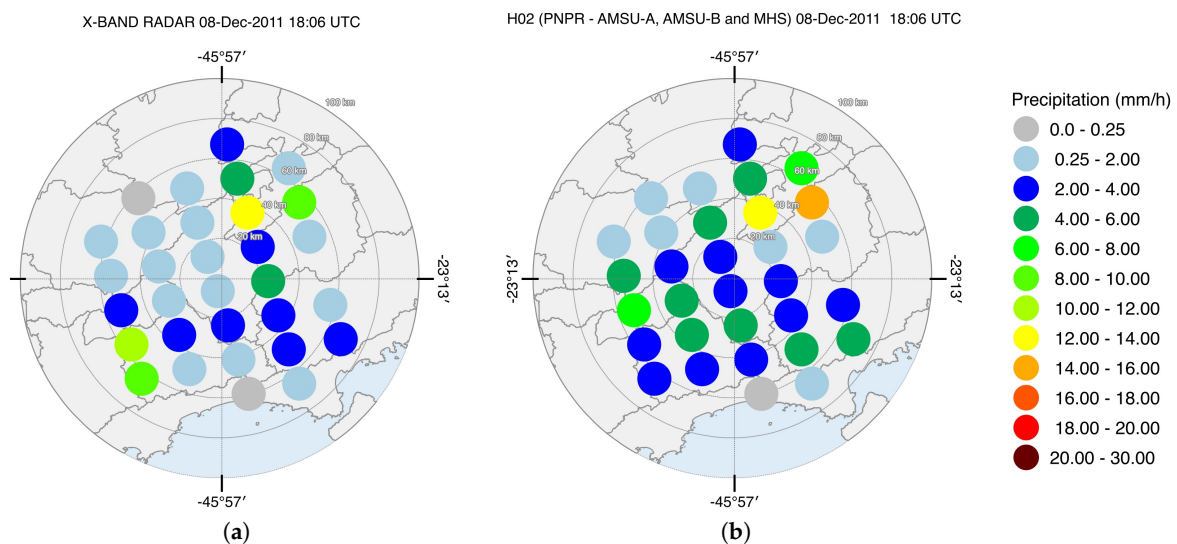 X-BAND RADAR 08-Dec-2011 18:06 UTC
H02 (PNPR - AMSU-A, AMSU-B and MHS) 08-Dec-2011 18:06 UTC
-45°57′
100 km
80 km
60 km
40 km
20 km
-23°13′
-45°57′
(a)
-45°57′
100 km
80 km
60 km
40 km
20 km
-23°13′
-23°13′
-45°57′
(b)
Precipitation (mm/h)
0.0 - 0.25
0.25 - 2.00
2.00 - 4.00
4.00 - 6.00
6.00 - 8.00
8.00 - 10.00
10.00 - 12.00
12.00 - 14.00
14.00 - 16.00
16.00 - 18.00
18.00 - 20.00
20.00 - 30.00